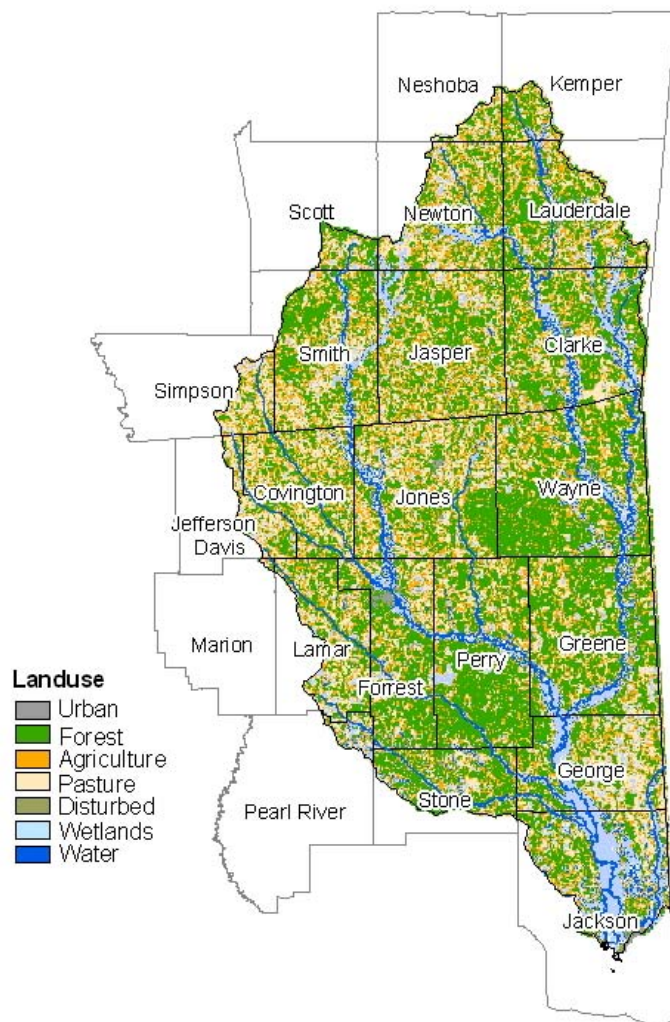 Neshoba
Kemper
Scott
Newton
Lauderdale
Smith
Jasper
Clarke
Simpson
Covington
Jones
Wayne
Jefferson
Davis
Marion
Lamar
Forrest
Perry
Greene
Landuse
Urban
Forest
Agriculture
Pasture
Disturbed
Wetlands
Water
Pearl River
Stone
George
Jackson